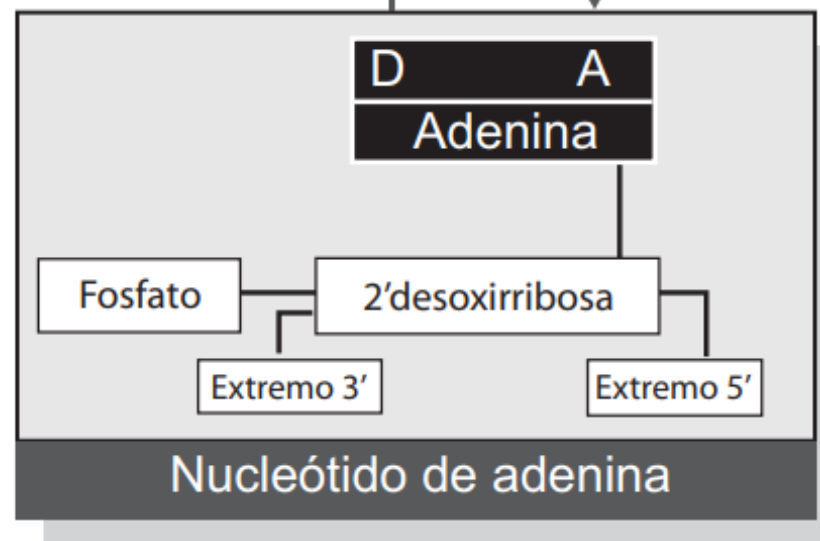 D A
Adenina
Fosfato
2’desoxirribosa
Extremo 3’
Extremo 5’
Nucleótido de adenina